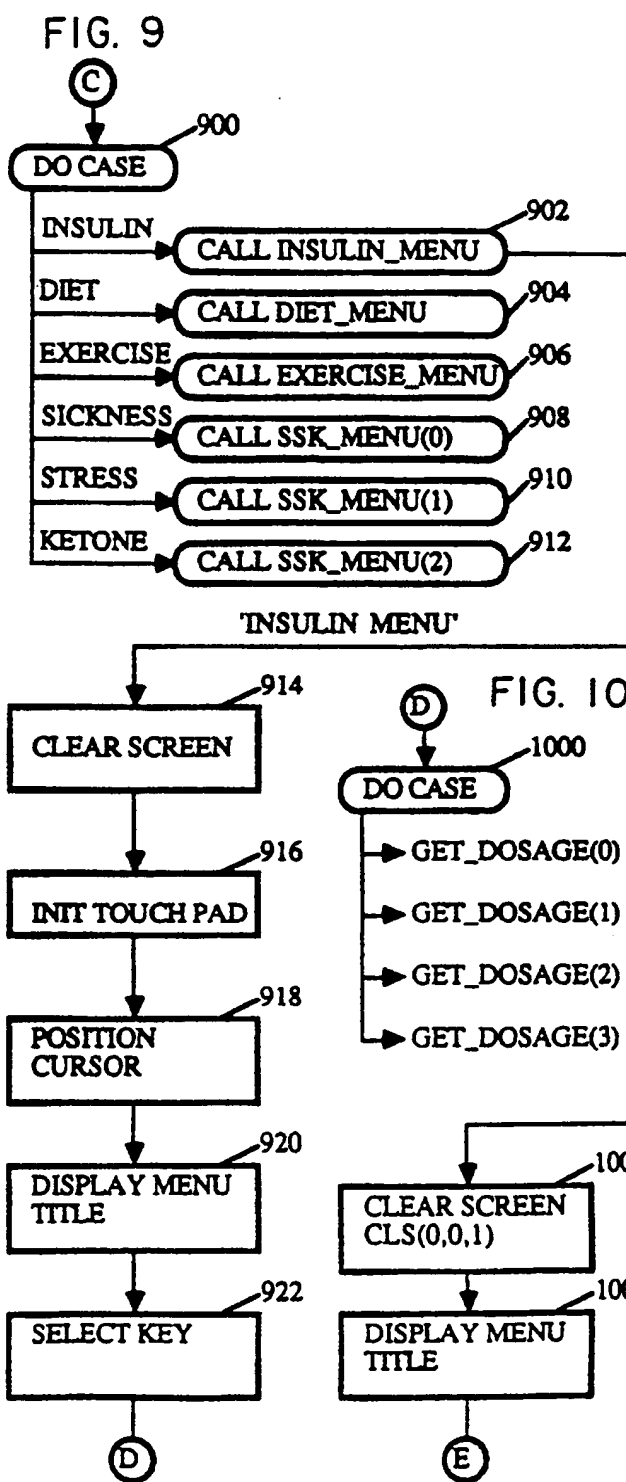 FIG. 9
C
900
DO CASE
INSULIN
902
CALL INSULIN_MENU
DIET
904
CALL DIET_MENU
EXERCISE
906
CALL EXERCISE_MENU
SICKNESS
908
CALL SSK_MENU(0)
STRESS
910
CALL SSK_MENU(1)
KETONE
912
CALL SSK_MENU(2)
'INSULIN MENU'
914
CLEAR SCREEN
916
INIT TOUCH PAD
918
POSITION
CURSOR
920
DISPLAY MENU
TITLE
922
SELECT KEY
D
FIG. 10
D
1000
DO CASE
GET_DOSAGE(0)
GET_DOSAGE(1)
GET_DOSAGE(2)
GET_DOSAGE(3)
CLEAR SCREEN
CLS(0,0,1)
DISPLAY MENU
TITLE
E